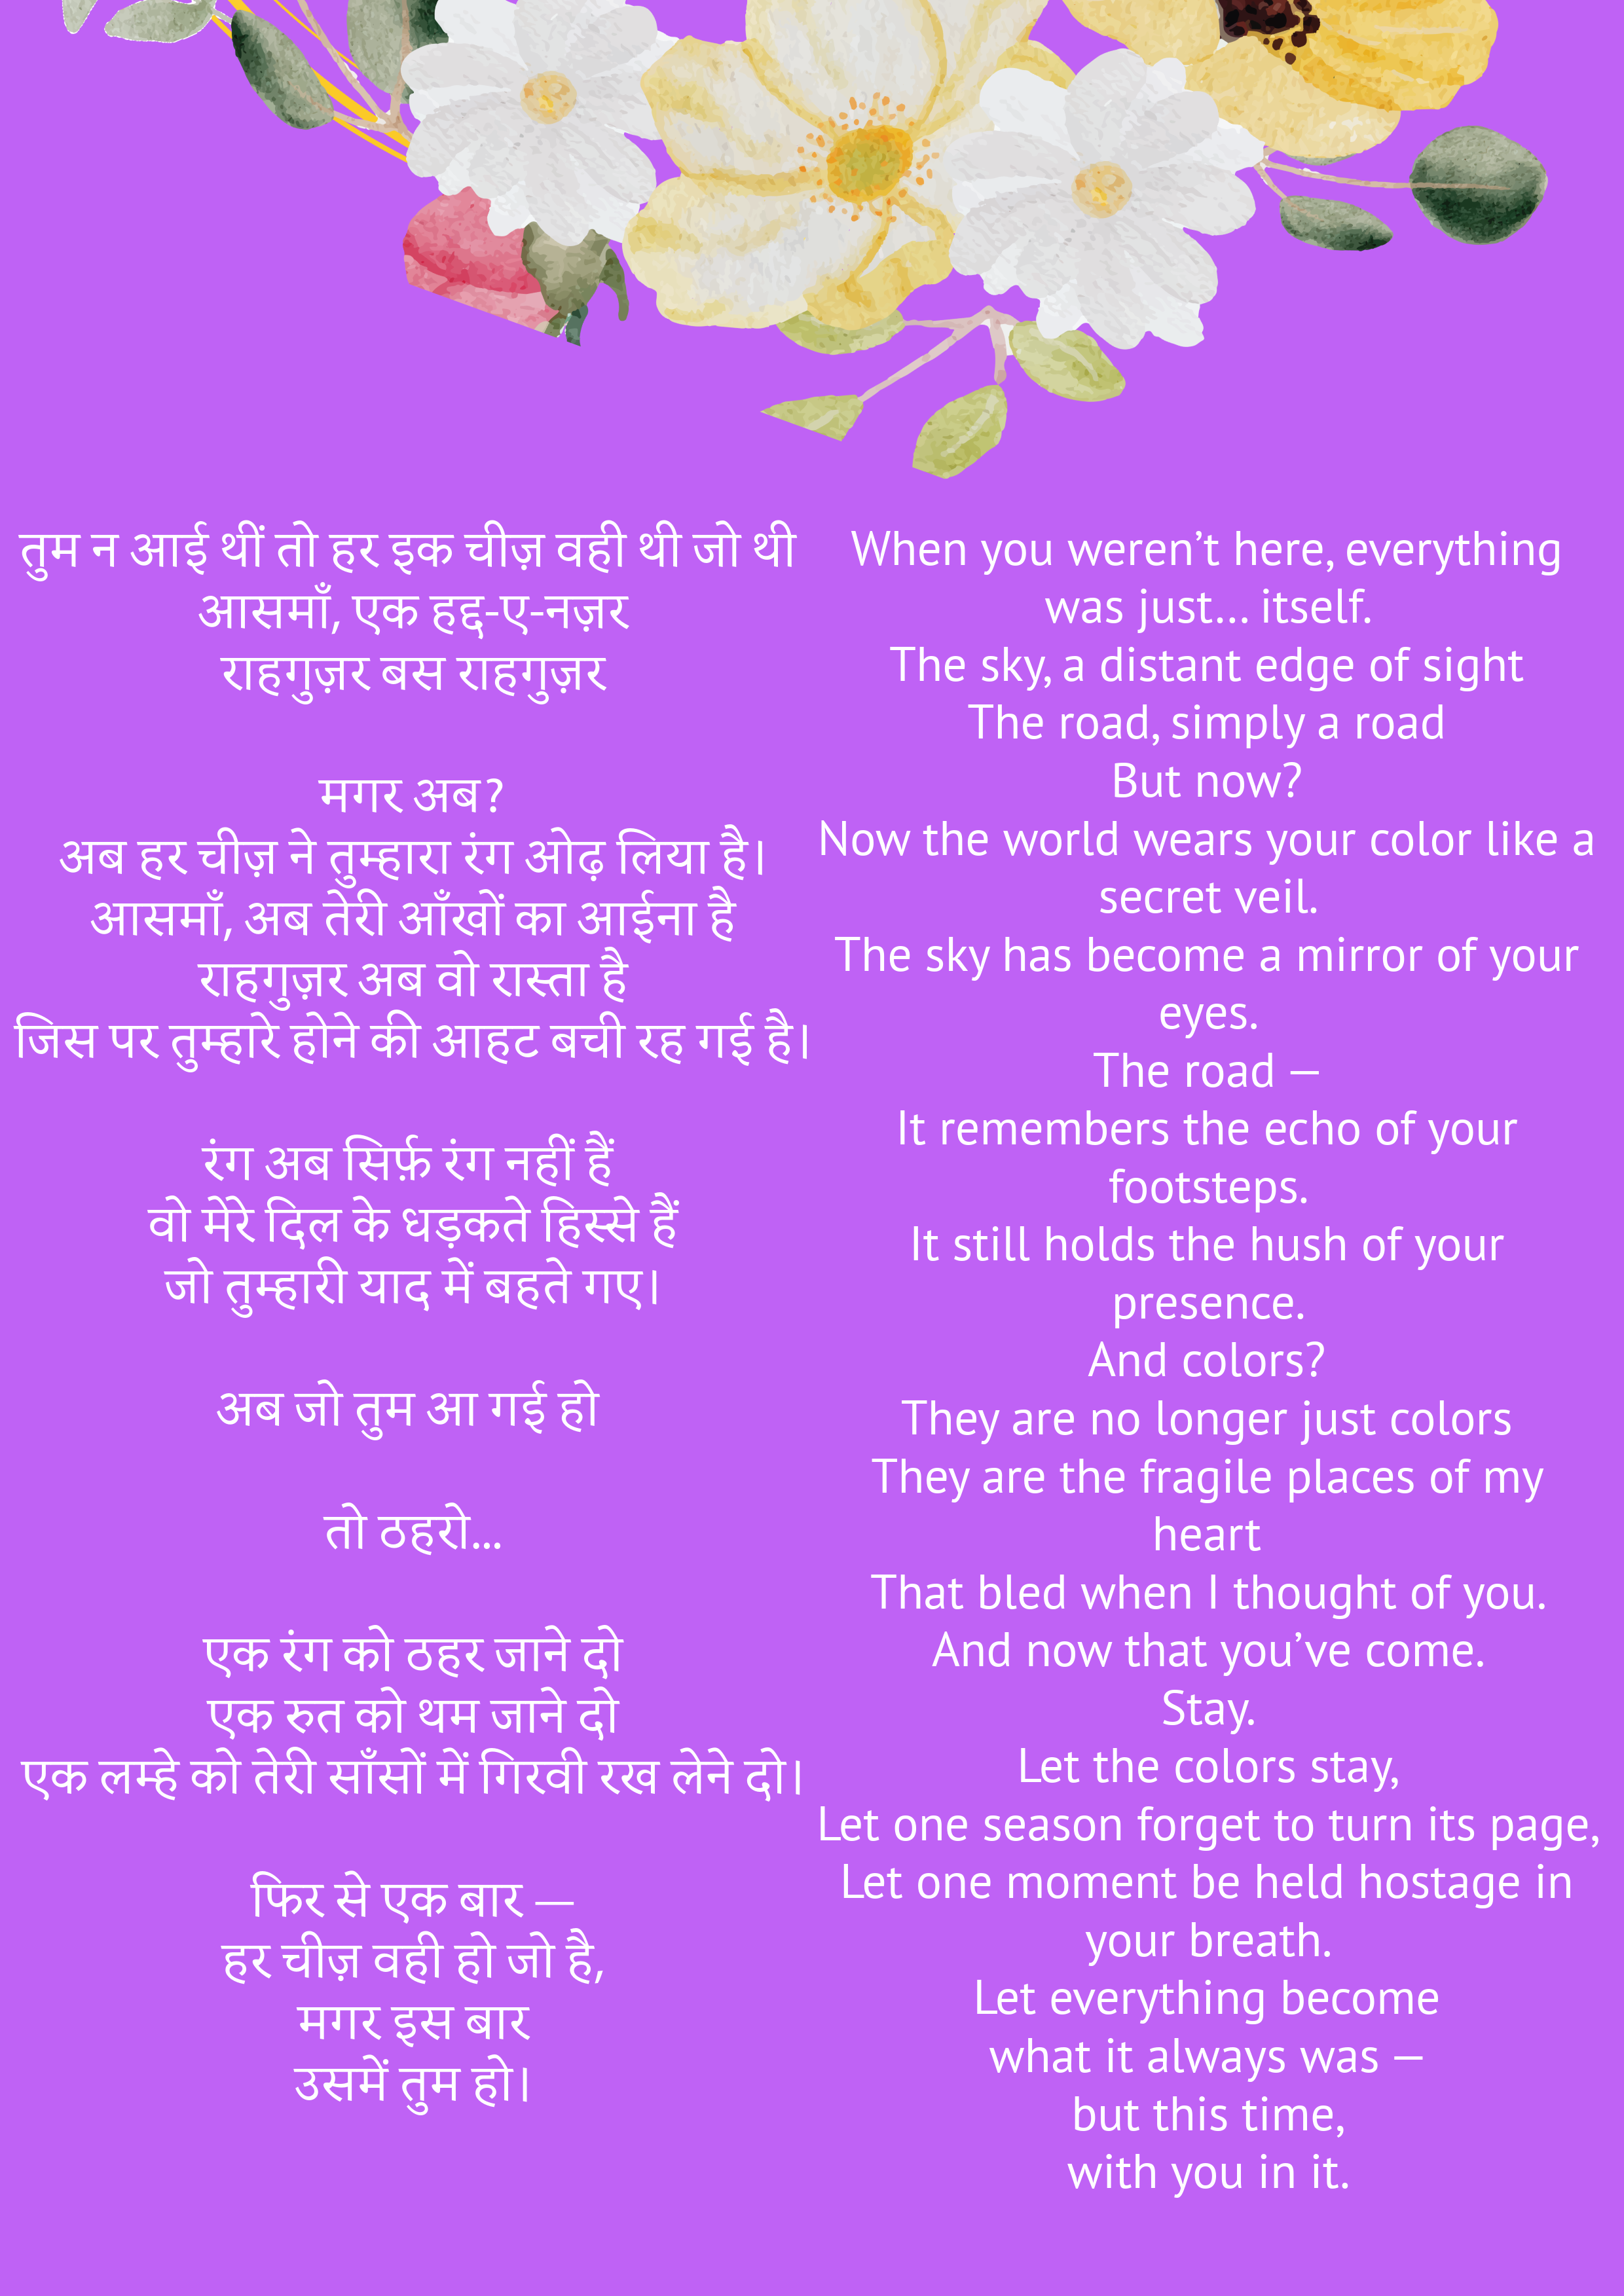 तुम न आई थीं तो हर इक चीज़ वही थी जो थी
आसमाँ, एक हद्द-ए-नज़र
राहगुज़र बस राहगुज़र
मगर अब?
अब हर चीज़ ने तुम्हारा रंग ओढ़ लिया है।
आसमाँ, अब तेरी आँखों का आईना है
राहगुज़र अब वो रास्ता है
जिस पर तुम्हारे होने की आहट बची रह गई है।
रंग अब सिर्फ़ रंग नहीं हैं
वो मेरे दिल के धड़कते हिस्से हैं
जो तुम्हारी याद में बहते गए।
अब जो तुम आ गई हो
तो ठहरो...
एक रंग को ठहर जाने दो
एक रुत को थम जाने दो
एक लम्हे को तेरी साँसों में गिरवी रख लेने दो।
फिर से एक बार —
हर चीज़ वही हो जो है,
मगर इस बार
उसमें तुम हो।
When you weren’t here, everything
was just... itself.
The sky, a distant edge of sight
The road, simply a road
But now?
Now the world wears your color like a
secret veil.
The sky has become a mirror of your
eyes.
The road —
It remembers the echo of your
footsteps.
It still holds the hush of your
presence.
And colors?
They are no longer just colors
They are the fragile places of my
heart
That bled when I thought of you.
And now that you’ve come.
Stay.
Let the colors stay,
Let one season forget to turn its page,
Let one moment be held hostage in
your breath.
Let everything become
what it always was —
but this time,
with you in it.